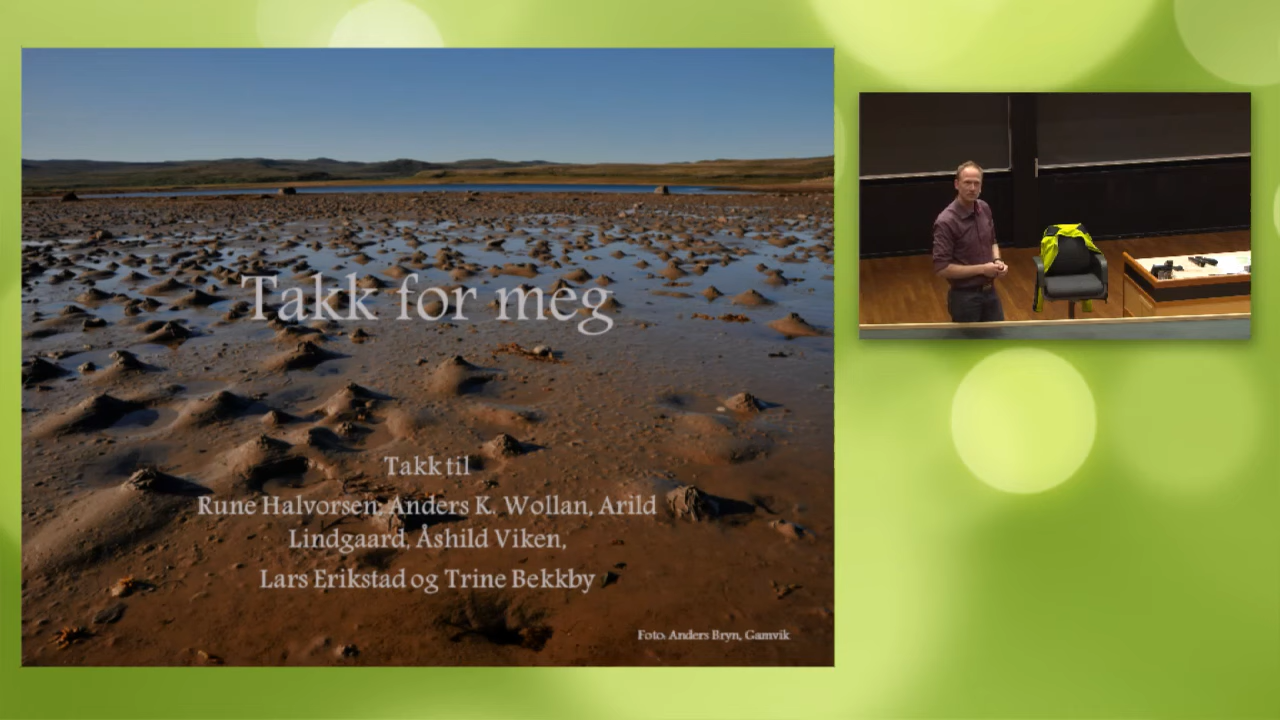 Takk for meg
Takk til
Rune Halvorsen, Anders K. Wollan, Arild
Lindgaard, Åshild Viken,
Lars Erikstad og Trine Bekkby
Foto: Anders Bryn, Gamvik